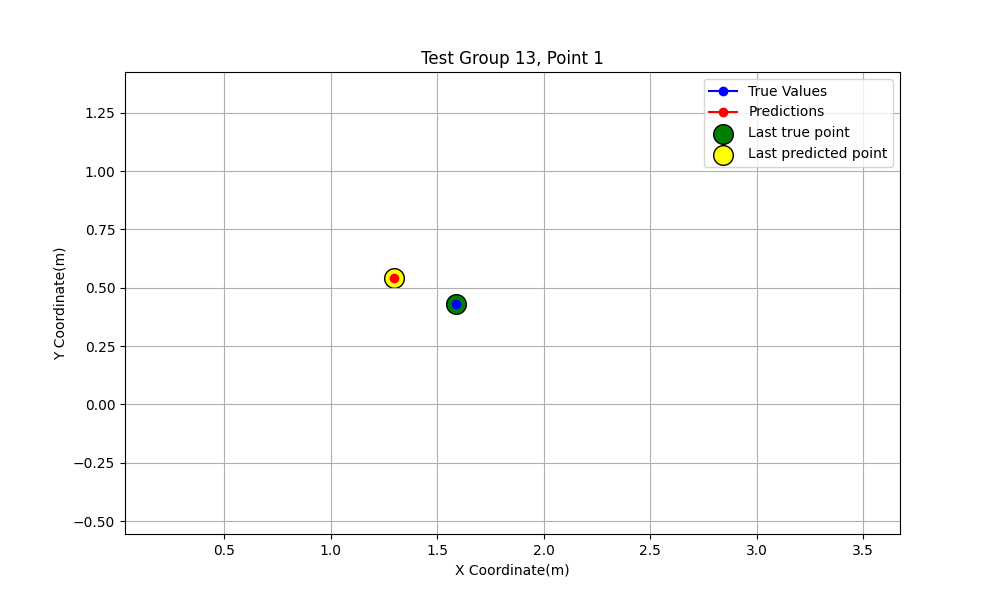 Test Group 13, Point 1
True Values
Predictions
Last true point
Last predicted point
1.25
1.00
0.75
0.50
0.25
0.00
−0.25
−0.50
Y Coordinate(m)
0.5 1.0 1.5 2.0 2.5 3.0 3.5
X Coordinate(m)